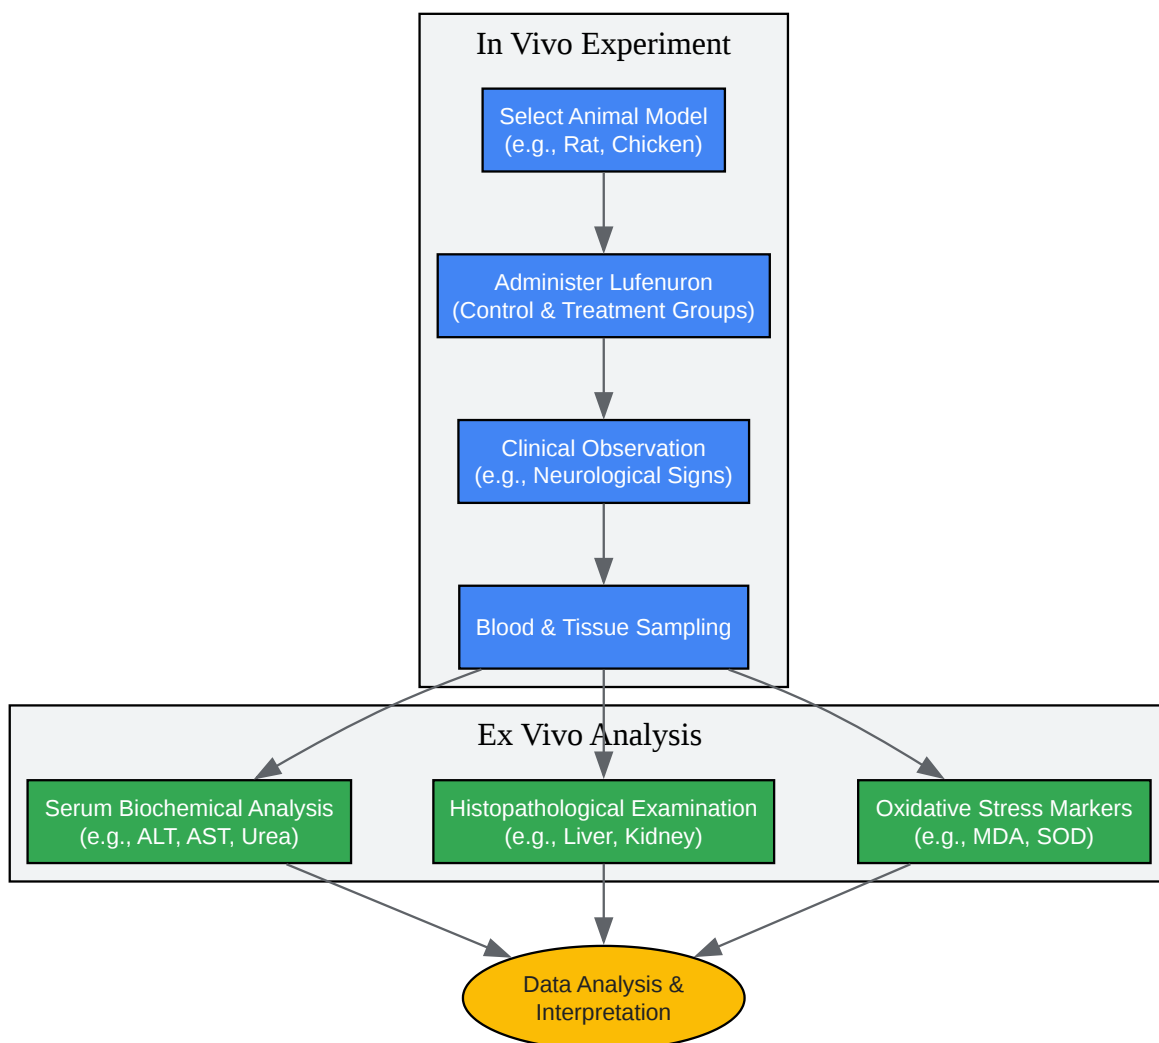 In Vivo Experiment
Select Animal Model
(e.g., Rat, Chicken)
Administer Lufenuron
(Control & Treatment Groups)
Clinical Observation
(e.g., Neurological Signs)
Blood & Tissue Sampling
Ex Vivo Analysis
Serum Biochemical Analysis
(e.g., ALT, AST, Urea)
Histopathological Examination
(e.g., Liver, Kidney)
Oxidative Stress Markers
(e.g., MDA, SOD)
Data Analysis &
Interpretation